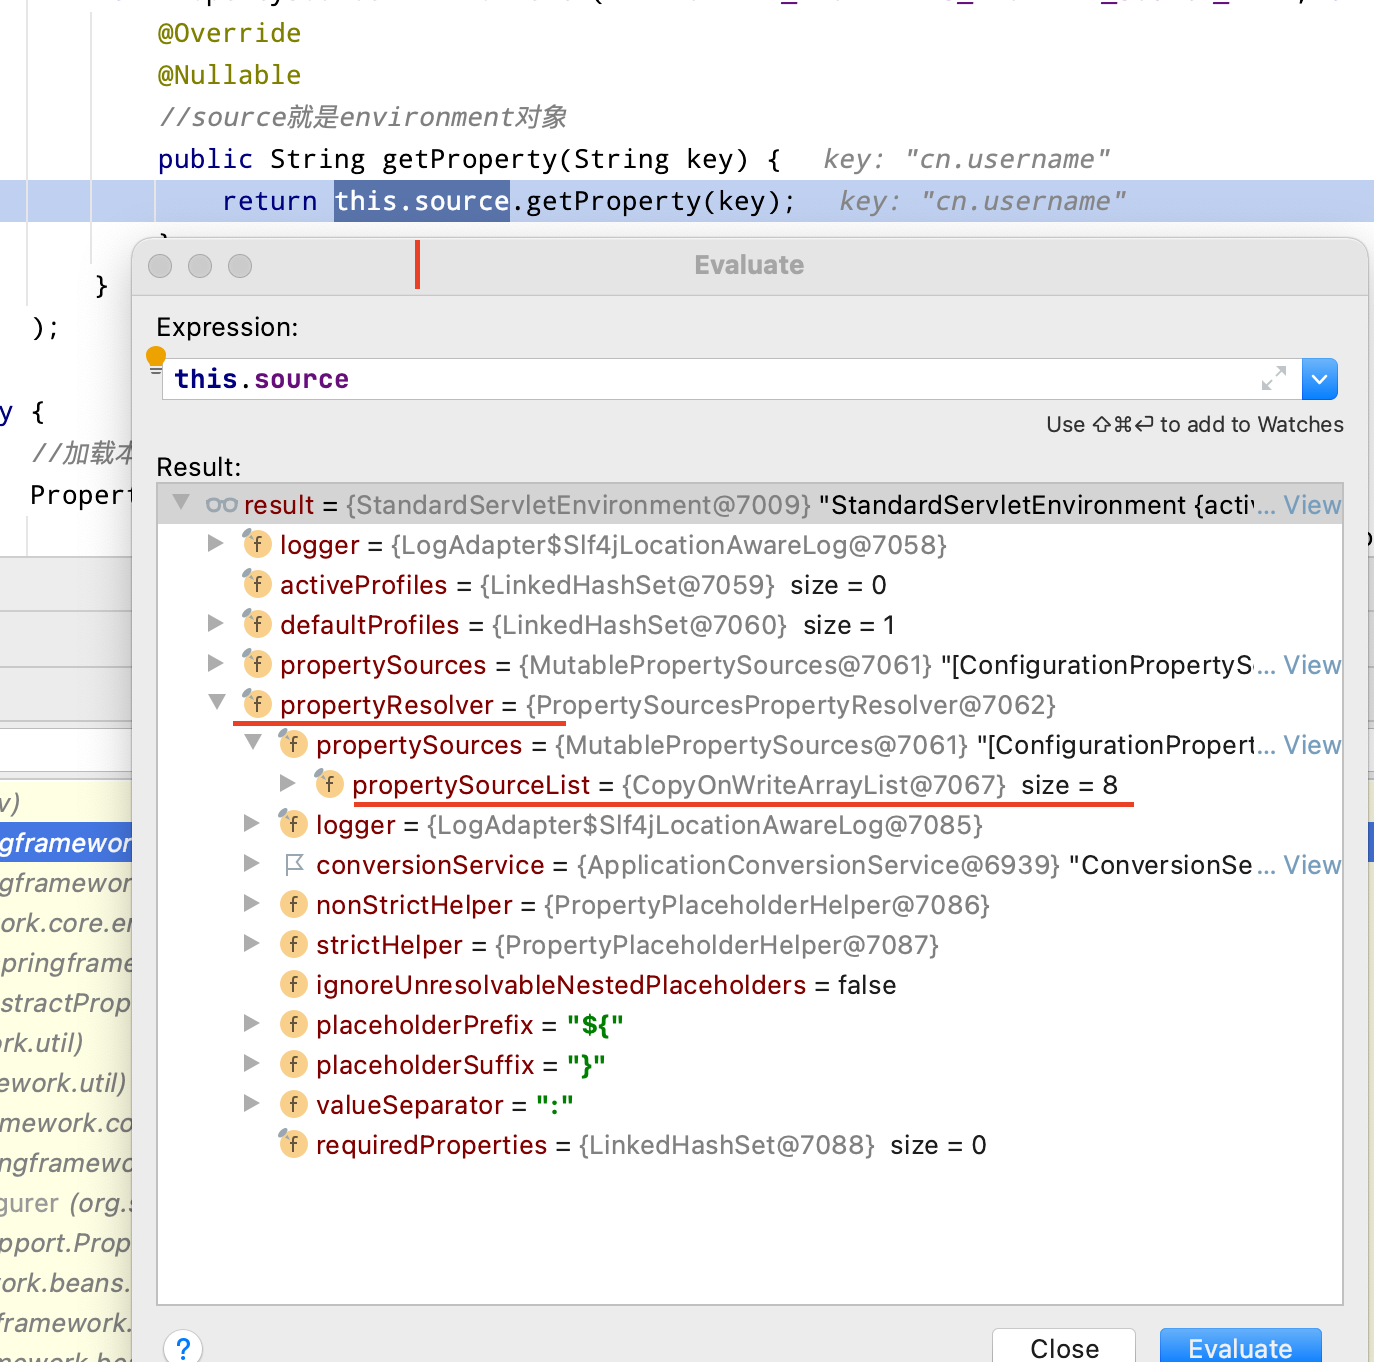 @Override
@Nullable
//source就是environment对象
public String getProperty(String key) {   key: "cn.username"
return this.source.getProperty(key);   key: "cn.username"
}
);
y {
//加载本
Propert
Evaluate
Expression:
this.source
Use ⇧⌘⏎ to add to Watches
Result:
result = {StandardServletEnvironment@7009} "StandardServletEnvironment {activ... View
logger = {LogAdapter$Slf4jLocationAwareLog@7058}
activeProfiles = {LinkedHashSet@7059} size = 0
defaultProfiles = {LinkedHashSet@7060} size = 1
propertySources = {MutablePropertySources@7061} "[ConfigurationPropertyS... View
propertyResolver = {PropertySourcesPropertyResolver@7062}
propertySources = {MutablePropertySources@7061} "[ConfigurationPropert... View
propertySourceList = {CopyOnWriteArrayList@7067} size = 8
logger = {LogAdapter$Slf4jLocationAwareLog@7085}
conversionService = {ApplicationConversionService@6939} "ConversionSe... View
nonStrictHelper = {PropertyPlaceholderHelper@7086}
strictHelper = {PropertyPlaceholderHelper@7087}
ignoreUnresolvableNestedPlaceholders = false
placeholderPrefix = "${"
placeholderSuffix = "}"
valueSeparator = ":"
requiredProperties = {LinkedHashSet@7088} size = 0
v)
gframewor
gframewor
ork.core.er
springframe
stractProp
rk.util)
ework.util)
mework.co
ngframewo
gurer (org.s
pport.Prop
ork.beans.
framework.
?
Close
Evaluate